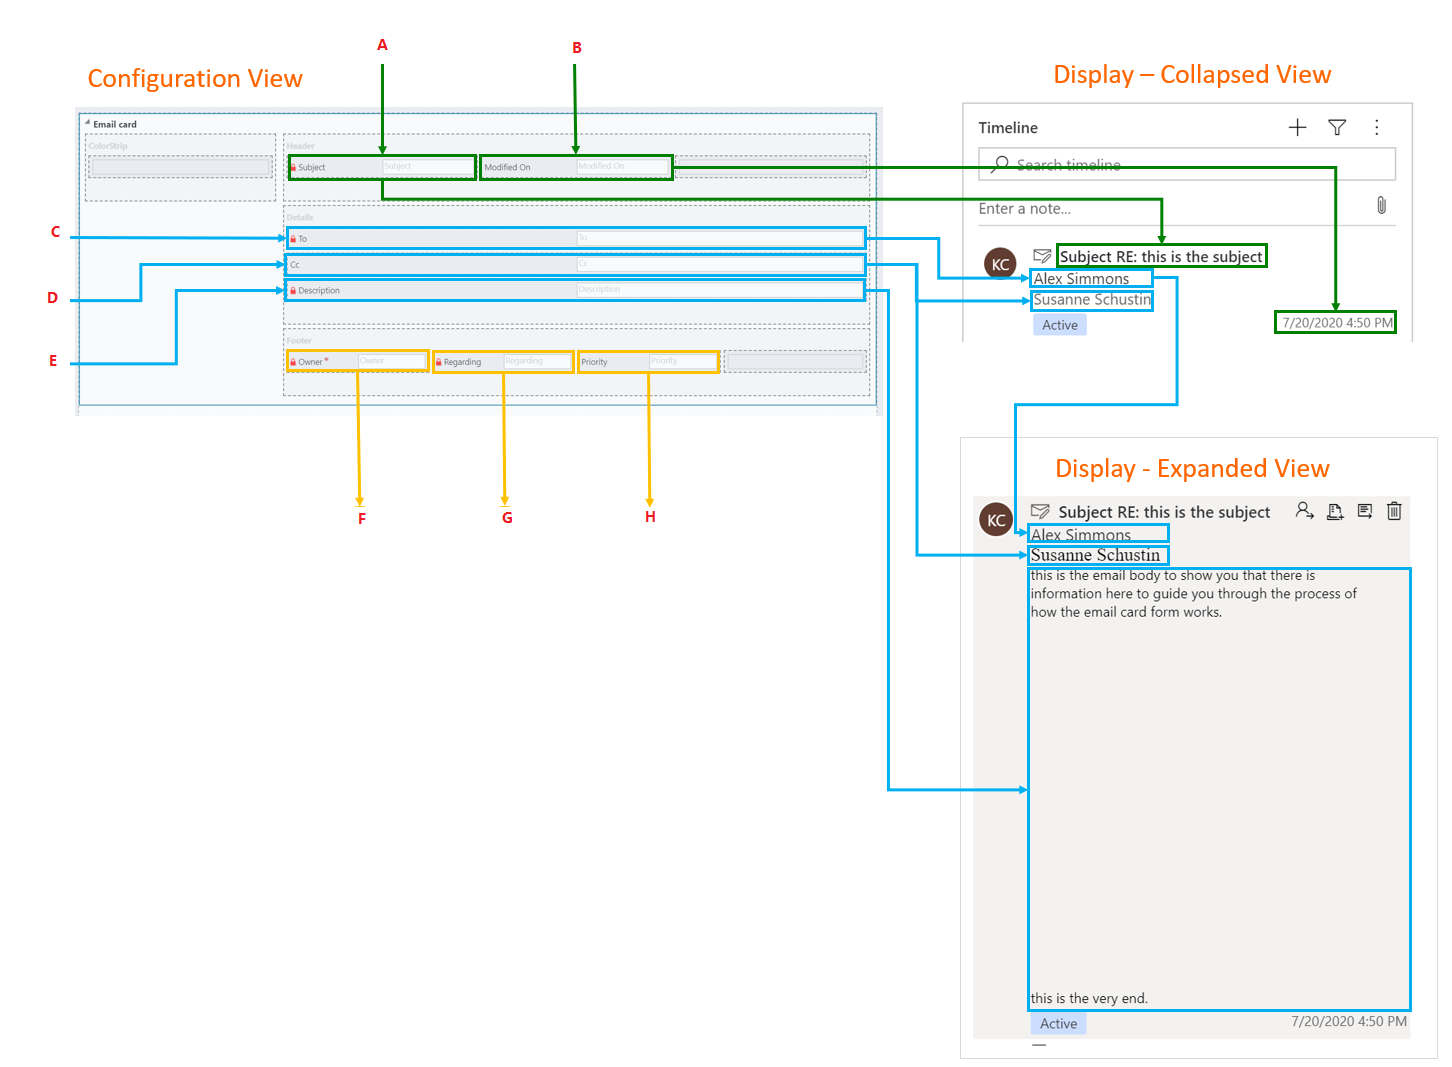 A
B
Configuration View
Email card
ColorStrip
Header
Subject
Subject
Modified On
Modified On
Details
C
To
To
Cc
Cc
D
Description
Description
E
Footer
Owner *
Owner
Regarding
Regarding
Priority
Priority
F
G
H
Display – Collapsed View
Timeline
Search timeline
Enter a note...
KC
Subject RE: this is the subject
Alex Simmons
Susanne Schustin
Active
7/20/2020 4:50 PM
Display - Expanded View
KC
Subject RE: this is the subject
Alex Simmons
Susanne Schustin
this is the email body to show you that there is
information here to guide you through the process of
how the email card form works.
this is the very end.
Active
7/20/2020 4:50 PM